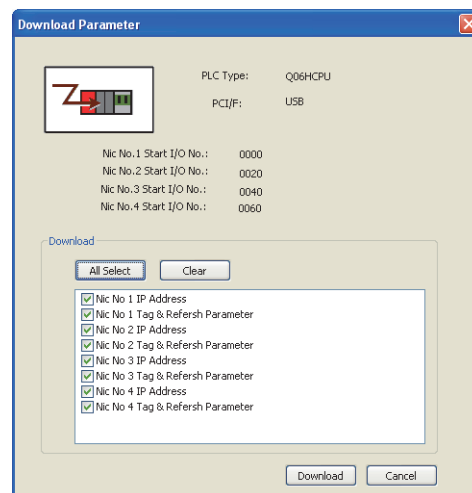 Download Parameter
PLC Type: Q06HCPU
PCI/F: USB
Nic No.1 Start I/O No.: 0000
Nic No.2 Start I/O No.: 0020
Nic No.3 Start I/O No.: 0040
Nic No.4 Start I/O No.: 0060
Download
All Select Clear
Nic No 1 IP Address
Nic No 1 Tag & Refersh Parameter
Nic No 2 IP Address
Nic No 2 Tag & Refersh Parameter
Nic No 3 IP Address
Nic No 3 Tag & Refersh Parameter
Nic No 4 IP Address
Nic No 4 Tag & Refersh Parameter
Download Cancel